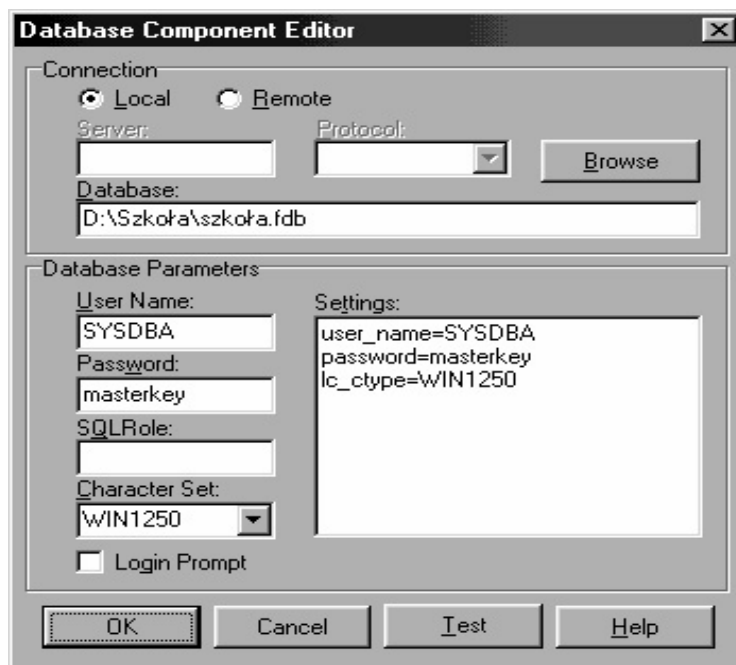 Database Component Editor
Connection
Local Remote
Server: Protocol:
Browse
Database:
D:\Szkoła\szkoła.fdb
Database Parameters
User Name: Settings:
SYSDBA
user_name=SYSDBA
password=masterkey
lc_ctype=WIN1250
Password:
masterkey
SQLRole:
Character Set:
WIN1250
Login Prompt
OK Cancel Test Help